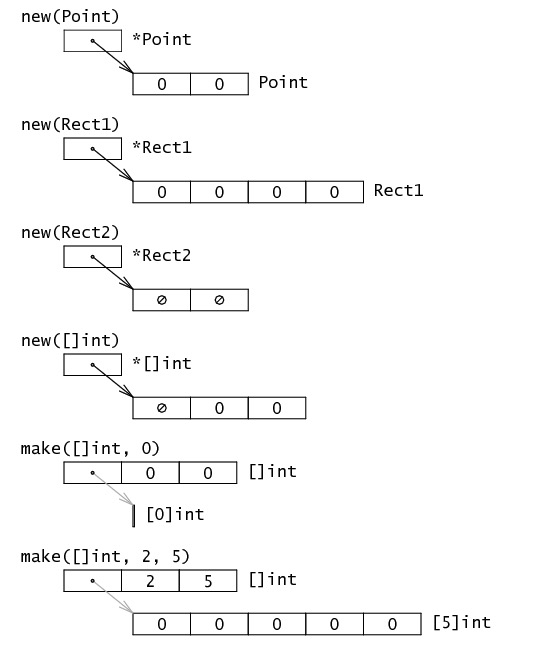 new(Point)
*Point
0 0 Point
new(Rect1)
*Rect1
0 0 0 0 Rect1
new(Rect2)
*Rect2
∅ ∅
new([]int)
*[]int
∅ 0 0
make([]int, 0)
0 0 []int
[0]int
make([]int, 2, 5)
2 5 []int
0 0 0 0 0 [5]int